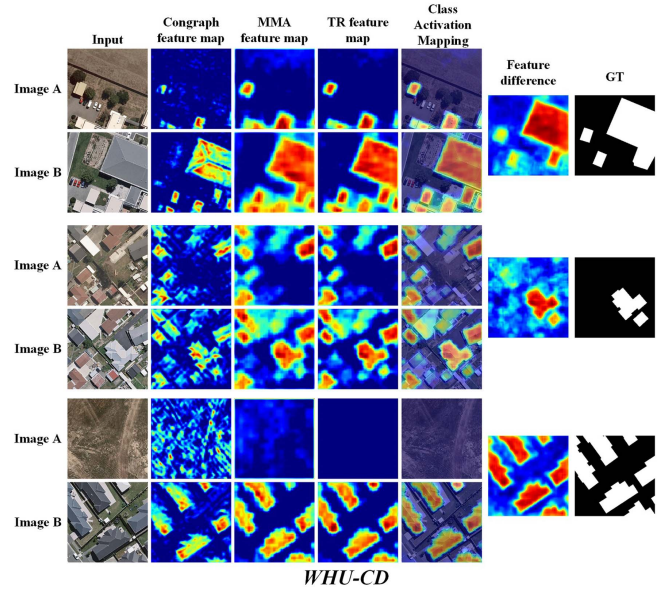 Input
Congraph
feature map
MMA
feature map
TR feature
map
Class
Activation
Mapping
Feature
difference
GT
Image A
Image B
Image A
Image B
Image A
Image B
WHU-CD